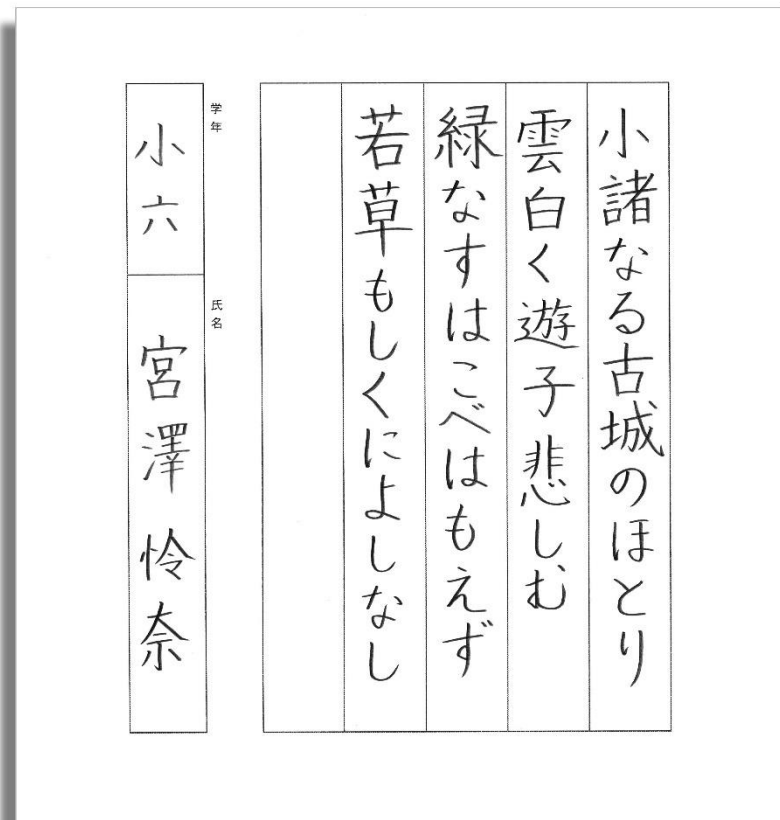 小諸なる古城のほとり
雲白く遊子悲しむ
緑なすはこべはもえず
若草もしくによしなし
学年
小六
氏名
宮澤怜奈